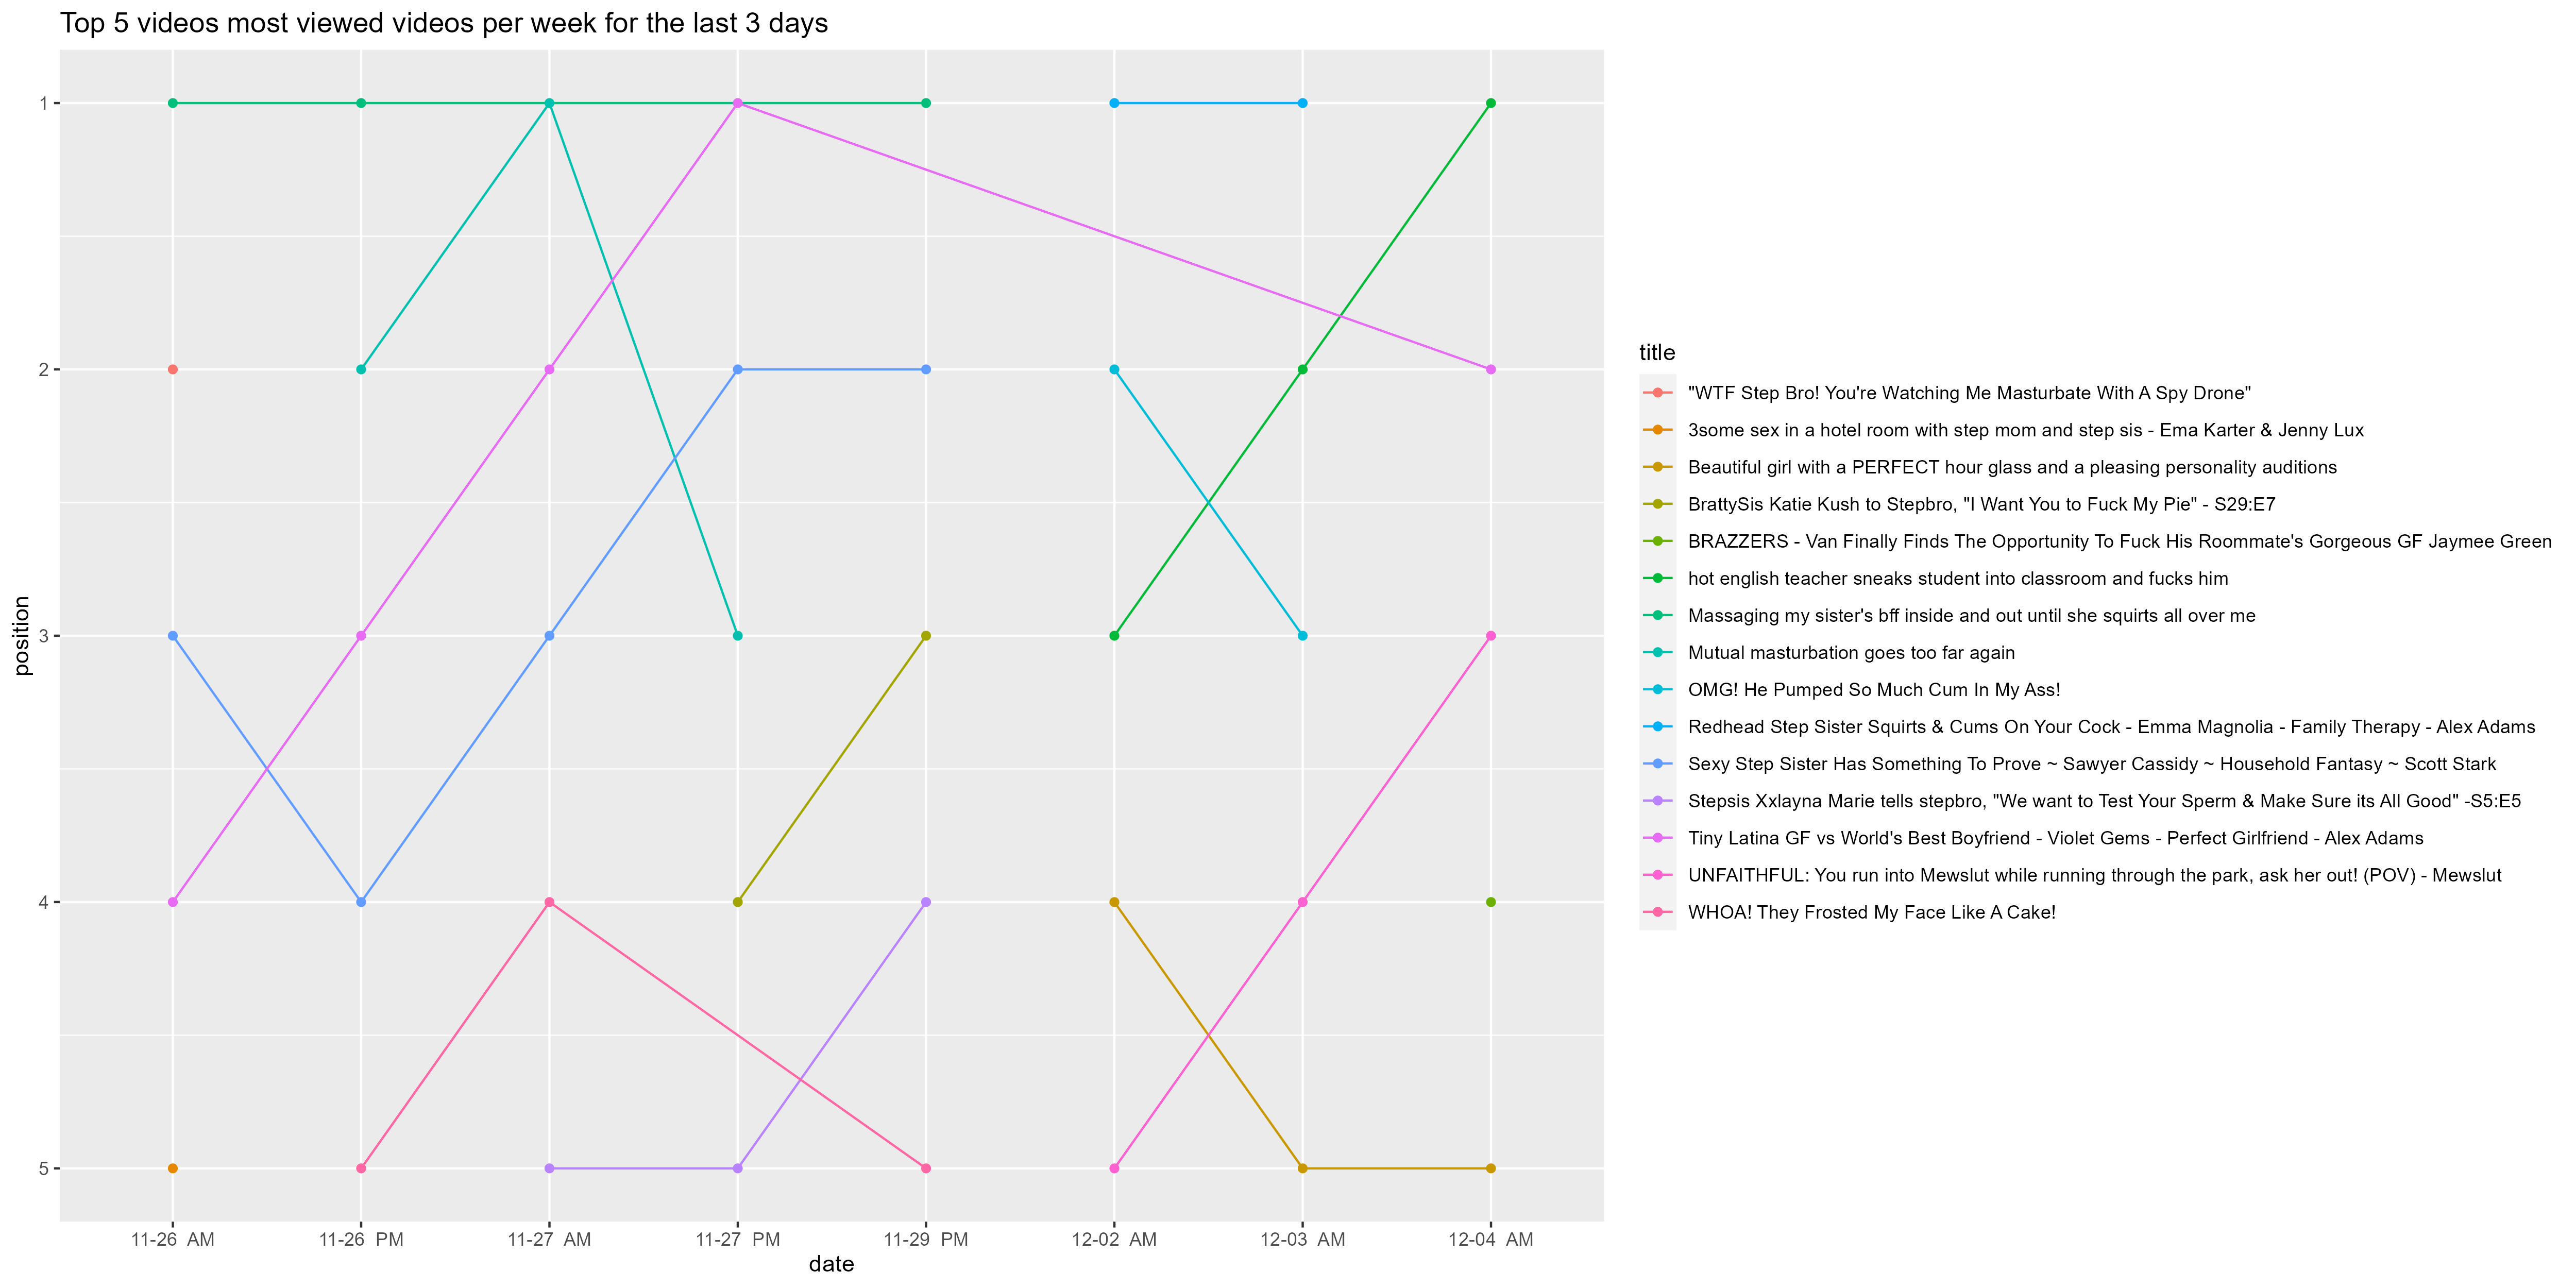 Top 5 videos most viewed videos per week for the last 3 days
position
1
2
3
4
5
11-26 AM
11-26 PM
11-27 AM
11-27 PM
11-29 PM
12-02 AM
12-03 AM
12-04 AM
date
title
"WTF Step Bro! You're Watching Me Masturbate With A Spy Drone"
3some sex in a hotel room with step mom and step sis - Ema Karter & Jenny Lux
Beautiful girl with a PERFECT hour glass and a pleasing personality auditions
BrattySis Katie Kush to Stepbro, "I Want You to Fuck My Pie" - S29:E7
BRAZZERS - Van Finally Finds The Opportunity To Fuck His Roommate's Gorgeous GF Jaymee Green
hot english teacher sneaks student into classroom and fucks him
Massaging my sister's bff inside and out until she squirts all over me
Mutual masturbation goes too far again
OMG! He Pumped So Much Cum In My Ass!
Redhead Step Sister Squirts & Cums On Your Cock - Emma Magnolia - Family Therapy - Alex Adams
Sexy Step Sister Has Something To Prove ~ Sawyer Cassidy ~ Household Fantasy ~ Scott Stark
Stepsis Xxlayna Marie tells stepbro, "We want to Test Your Sperm & Make Sure its All Good" -S5:E5
Tiny Latina GF vs World's Best Boyfriend - Violet Gems - Perfect Girlfriend - Alex Adams
UNFAITHFUL: You run into Mewslut while running through the park, ask her out! (POV) - Mewslut
WHOA! They Frosted My Face Like A Cake!